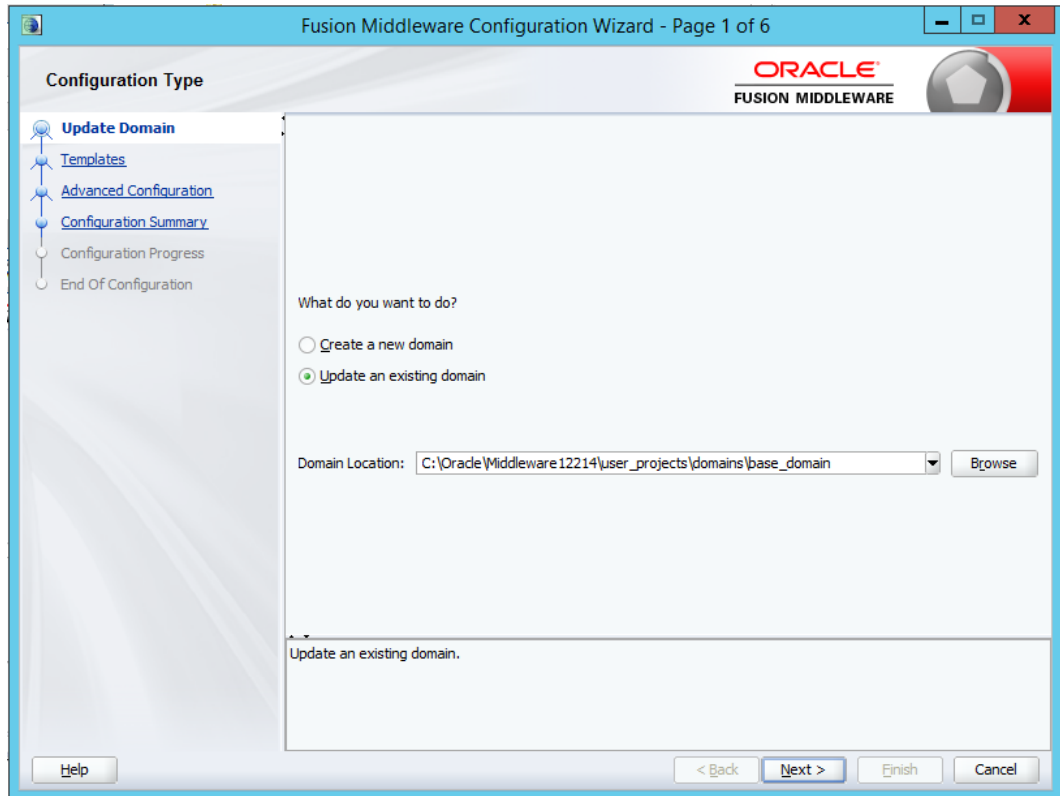 Fusion Middleware Configuration Wizard - Page 1 of 6
Configuration Type
ORACLE
FUSION MIDDLEWARE
Update Domain
Templates
Advanced Configuration
Configuration Summary
Configuration Progress
End Of Configuration
What do you want to do?
Create a new domain
Update an existing domain
Domain Location: C:\Oracle\Middleware12214\user_projects\domains\base_domain Browse
Update an existing domain.
Help < Back Next > Finish Cancel